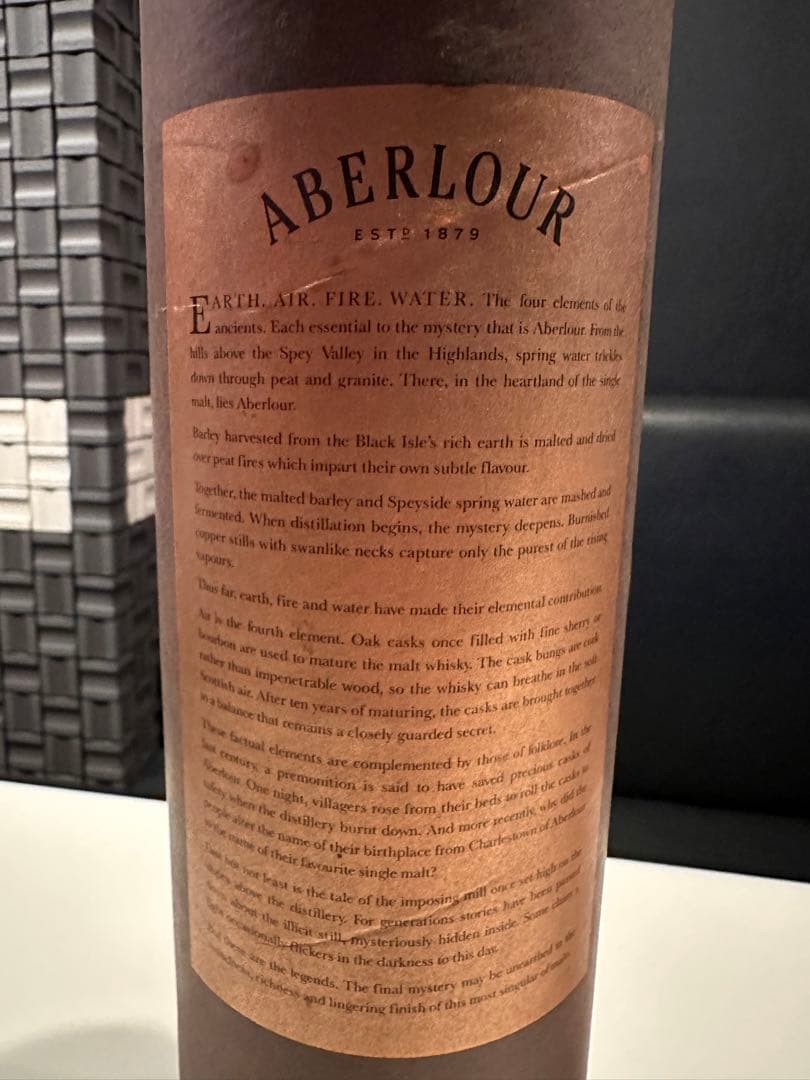 ABERLOUR
ESTD 1879
EARTH. AIR. FIRE. WATER. The four elements of the
ancients. Each essential to the mystery that is Aberlour. From the
hills above the Spey Valley in the Highlands, spring water trickles
down through peat and granite. There, in the heartland of the single
malt, lies Aberlour.
Barley harvested from the Black Isle's rich earth is malted and dried
over peat fires which impart their own subtle flavour.
Together, the malted barley and Speyside spring water are mashed and
fermented. When distillation begins, the mystery deepens. Burnished
copper stills with swanlike necks capture only the purest of the rising
vapours.
Thus far, earth, fire and water have made their elemental contribution.
Air is the fourth element. Oak casks once filled with fine sherry or
bourbon are used to mature the malt whisky. The cask bungs are cork
rather than impenetrable wood, so the whisky can breathe in the soft
Scottish air. After ten years of maturing, the casks are brought together
in a balance that remains a closely guarded secret.
These factual elements are complemented by those of folklore. In the
last century, a premonition is said to have saved precious casks of
Aberlour. One night, villagers rose from their beds to roll the casks to
safety when the distillery burnt down. And more recently, why did the
people alter the name of their birthplace from Charlestown of Aberlour
to the name of their favourite single malt?
Last but not least is the tale of the imposing mill once set high on the
slopes above the distillery. For generations stories have been passed
down about the illicit still, mysteriously hidden inside. Some claim a
light occasionally flickers in the darkness to this day.
But these are the legends. The final mystery may be unearthed in the
richness and lingering finish of this most singular of malts.